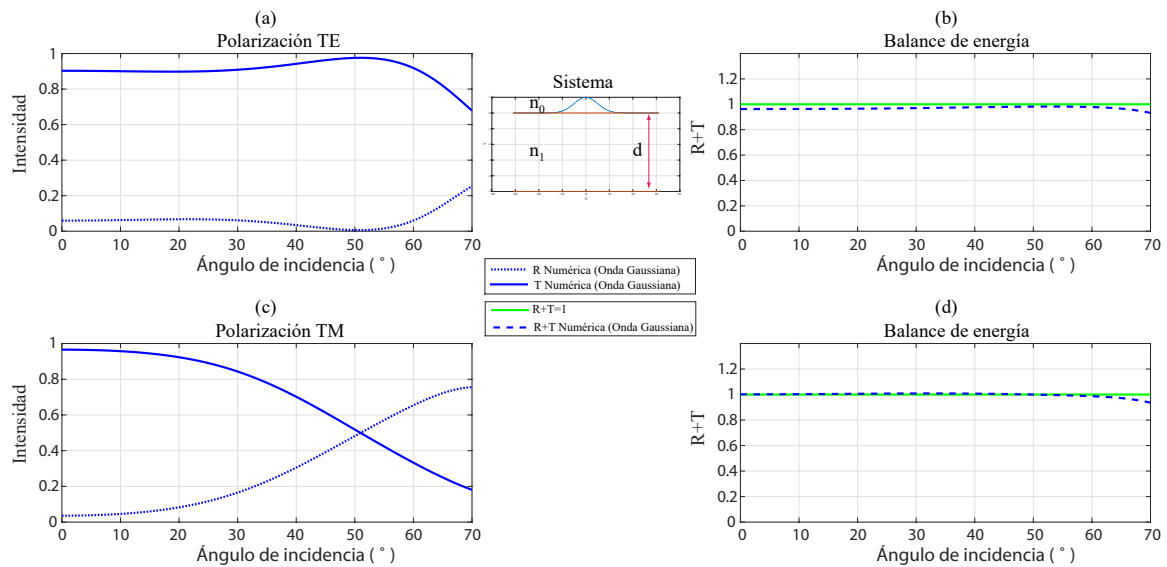 (a)
Polarización TE
1
0.8
0.6
0.4
0.2
0
Intensidad
0 10 20 30 40 50 60 70
Ángulo de incidencia ( ° )
Sistema
n0
n1
d
(b)
Balance de energía
1.2
1
0.8
0.6
0.4
0.2
0
R+T
0 10 20 30 40 50 60 70
Ángulo de incidencia ( ° )
R Numérica (Onda Gaussiana)
T Numérica (Onda Gaussiana)
R+T=1
R+T Numérica (Onda Gaussiana)
(c)
Polarización TM
1
0.8
0.6
0.4
0.2
0
Intensidad
0 10 20 30 40 50 60 70
Ángulo de incidencia ( ° )
(d)
Balance de energía
1.2
1
0.8
0.6
0.4
0.2
0
R+T
0 10 20 30 40 50 60 70
Ángulo de incidencia ( ° )